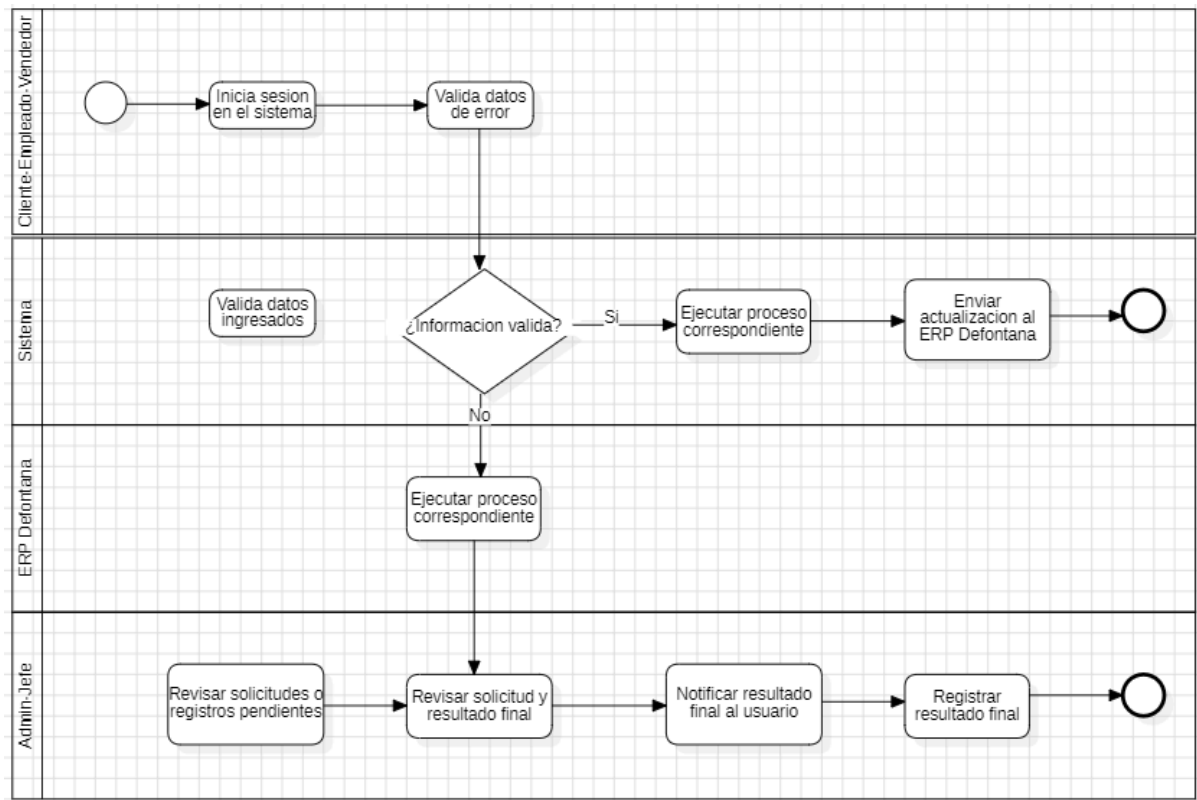 Cliente-Empleado-Vendedor
Inicia sesion
en el sistema
Valida datos
de error
Sistema
Valida datos
ingresados
¿Informacion valida?
Si
Ejecutar proceso
correspondiente
Enviar
actualizacion al
ERP Defontana
No
ERP Defontana
Ejecutar proceso
correspondiente
Admin-Jefe
Revisar solicitudes o
registros pendientes
Revisar solicitud y
resultado final
Notificar resultado
final al usuario
Registrar
resultado final